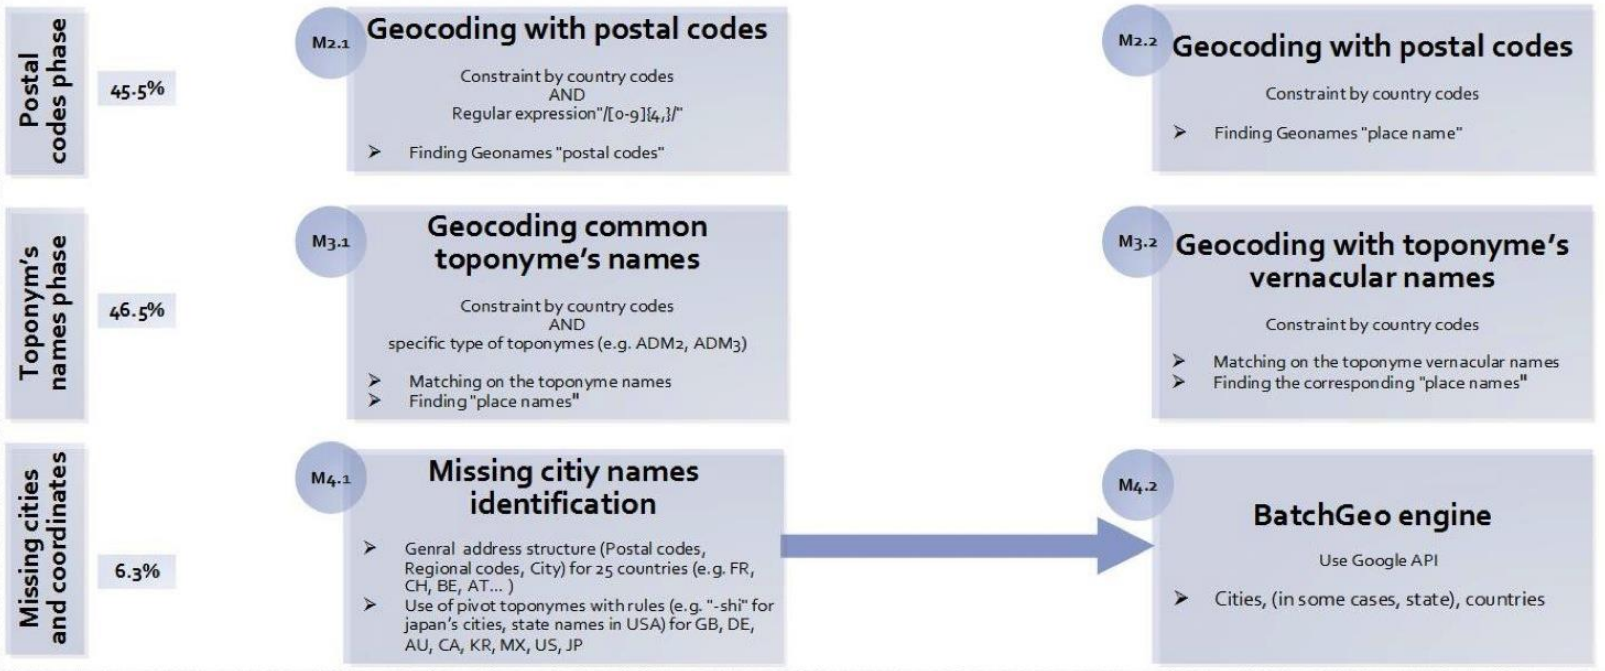 Postal
codes phase
45.5%
M2.1
Geocoding with postal codes
Constraint by country codes
AND
Regular expression"/[0-9]{4,}/"
➢ Finding Geonames "postal codes"
M2.2
Geocoding with postal codes
Constraint by country codes
➢ Finding Geonames "place name"
Toponym's
names phase
46.5%
M3.1
Geocoding common
toponyme's names
Constraint by country codes
AND
specific type of toponymes (e.g. ADM2, ADM3)
➢ Matching on the toponyme names
➢ Finding "place names"
M3.2
Geocoding with toponyme's
vernacular names
Constraint by country codes
➢ Matching on the toponyme vernacular names
➢ Finding the corresponding "place names"
Missing cities
and coordinates
6.3%
M4.1
Missing citiy names
identification
➢ Genral address structure (Postal codes,
Regional codes, City) for 25 countries (e.g. FR,
CH, BE, AT... )
➢ Use of pivot toponymes with rules (e.g. "-shi" for
japan's cities, state names in USA) for GB, DE,
AU, CA, KR, MX, US, JP
M4.2
BatchGeo engine
Use Google API
➢ Cities, (in some cases, state), countries